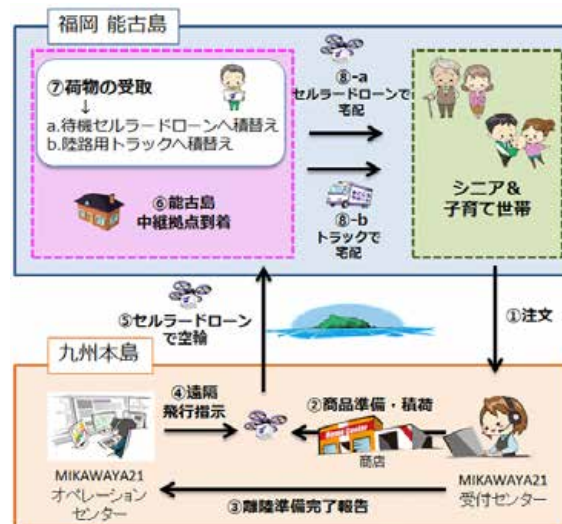 福岡 能古島
⑦荷物の受取
↓
a.待機セルラードローンへ積替え
b.陸路用トラックへ積替え
⑥能古島
中継拠点到着
⑧-a
セルラードローンで
宅配
⑧-b
トラックで
宅配
シニア&
子育て世帯
①注文
⑤セルラードローン
で空輸
九州本島
④遠隔
飛行指示
②商品準備・積荷
Home Center
商店
MIKAWAYA21
オペレーション
センター
③離陸準備完了報告
MIKAWAYA21
受付センター